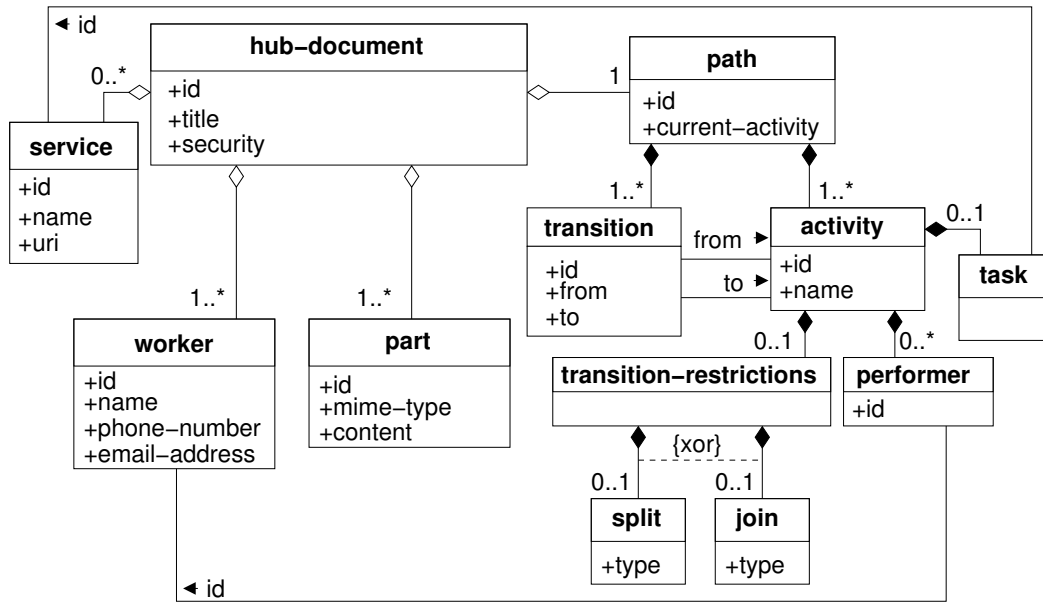 id
hub−document
+id
+title
+security
0..*
1
path
+id
+current−activity
service
+id
+name
+uri
1..*
1..*
transition
+id
+from
+to
from
to
activity
+id
+name
0..1
task
1..*
1..*
worker
+id
+name
+phone−number
+email−address
part
+id
+mime−type
+content
0..1
0..*
transition−restrictions
performer
+id
{xor}
0..1
0..1
split
+type
join
+type
id